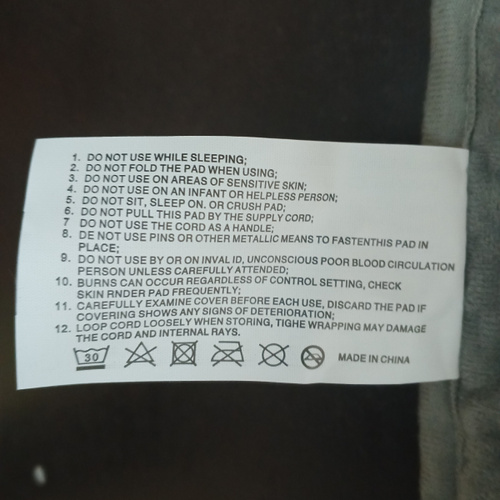 1. DO NOT USE WHILE SLEEPING;
2. DO NOT FOLD THE PAD WHEN USING;
3. DO NOT USE ON AREAS OF SENSITIVE SKIN;
4. DO NOT USE ON AN INFANT OR HELPLESS PERSON;
5. DO NOT SIT, SLEEP ON. OR CRUSH PAD;
6. DO NOT PULL THIS PAD BY THE SUPPLY CORD;
7 DO NOT USE THE CORD AS A HANDLE;
8. DE NOT USE PINS OR OTHER METALLIC MEANS TO FASTENTHIS PAD IN
PLACE;
9. DO NOT USE BY OR ON INVAL ID, UNCONSCIOUS POOR BLOOD CIRCULATION
PERSON UNLESS CAREFULLY ATTENDED;
10. BURNS CAN OCCUR REGARDLES OF CONTROL SETTING, CHECK
SKIN RNDER PAD FREQUENTLY;
11. CAREFULLY EXAMINE COVER BEFORE EACH USE, DISCARD THE PAD IF
COVERING SHOWS ANY SIGNS OF DETERIORATION;
12. LOOP CORD LOOSELY WHEN STORING, TIGHE WRAPPING MAY DAMAGE
THE CORD AND INTERNAL RAYS.
30 MADE IN CHINA